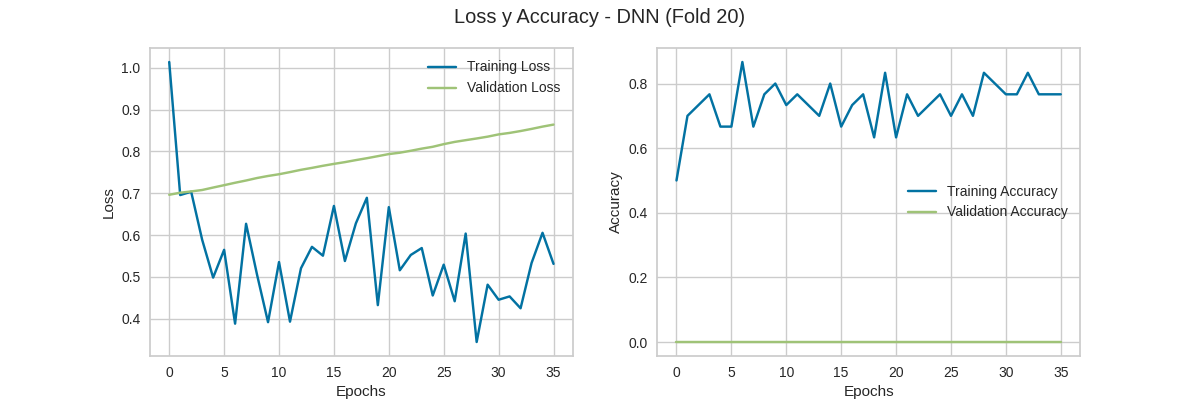 Loss y Accuracy - DNN (Fold 20)
Training Loss
Validation Loss
1.0
0.9
0.8
0.7
0.6
0.5
0.4
Loss
0 5 10 15 20 25 30 35
Epochs
Training Accuracy
Validation Accuracy
0.8
0.6
0.4
0.2
0.0
Accuracy
0 5 10 15 20 25 30 35
Epochs